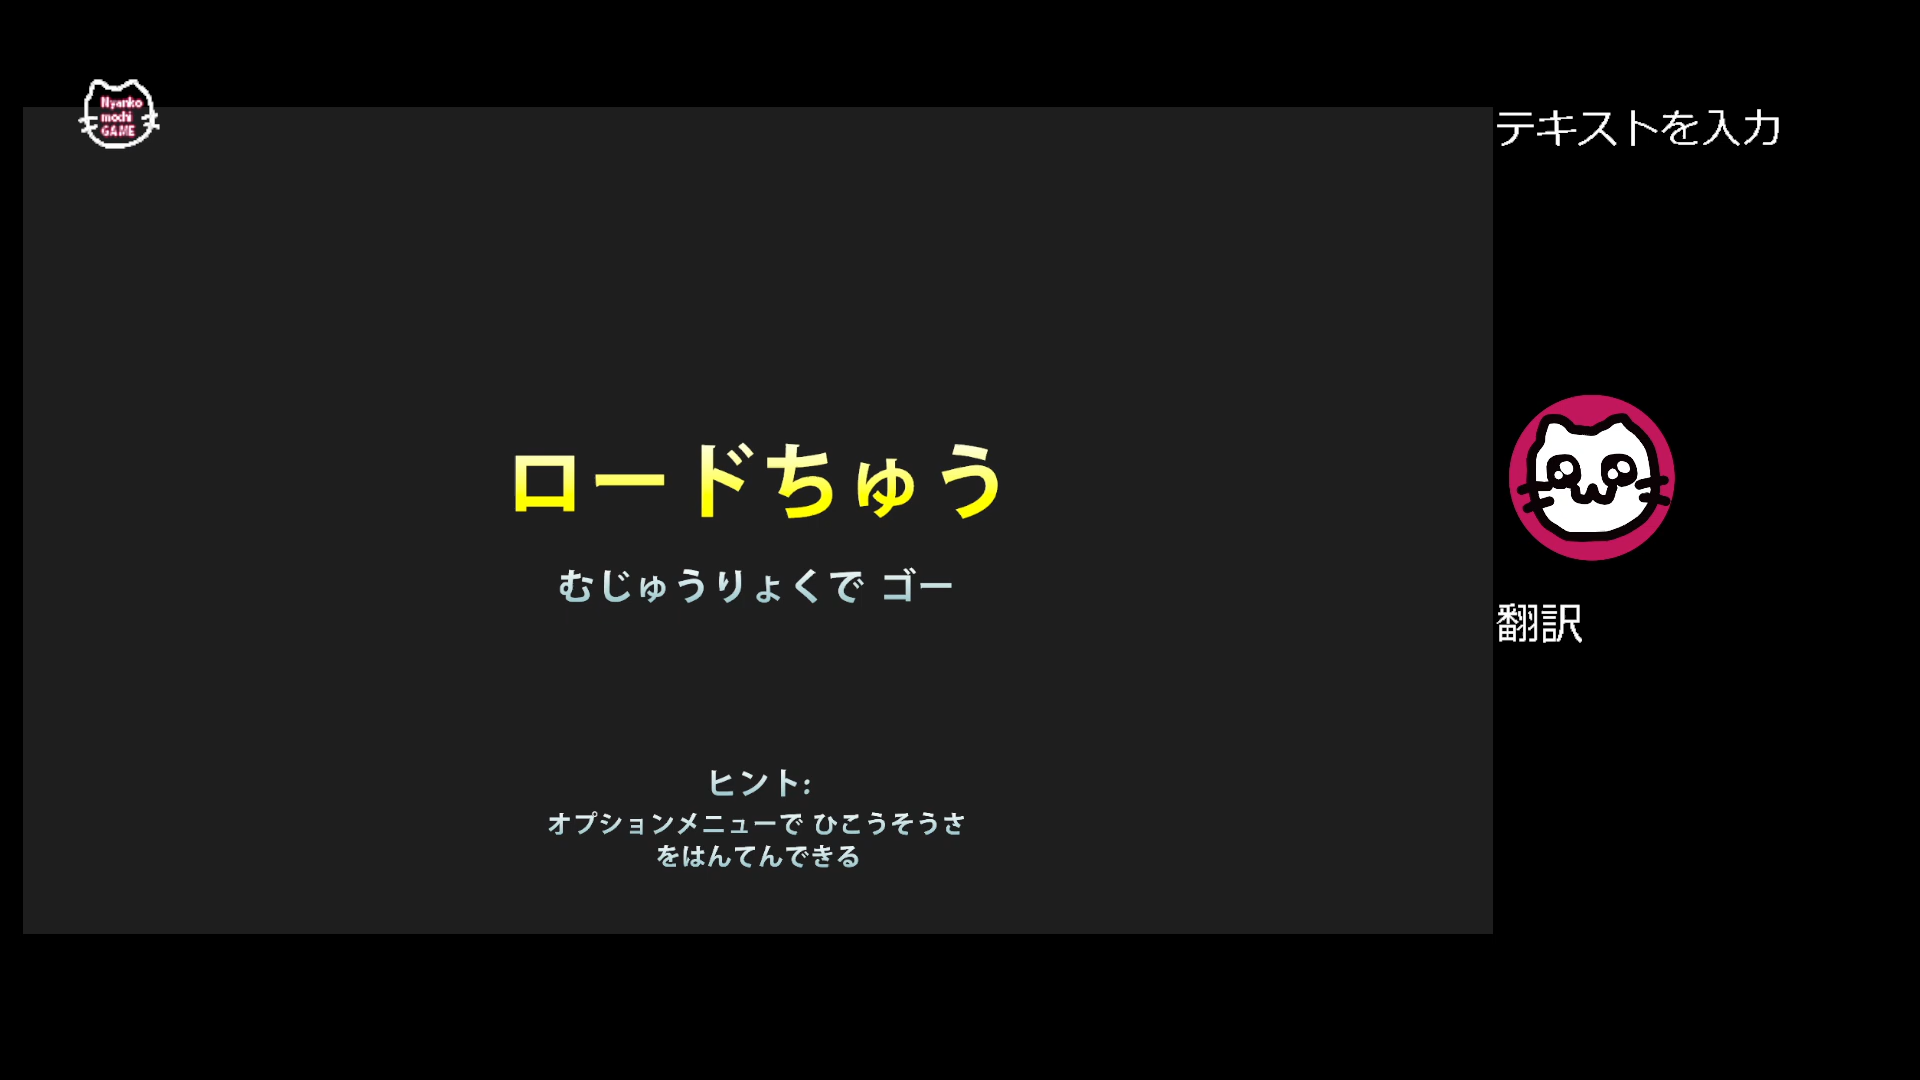 Nyanko
mochi
GAME
テキストを入力
ロードちゅう
むじゅうりょくで ゴー
翻訳
ヒント:
オプションメニューで ひこうそうさ
をはんてんできる